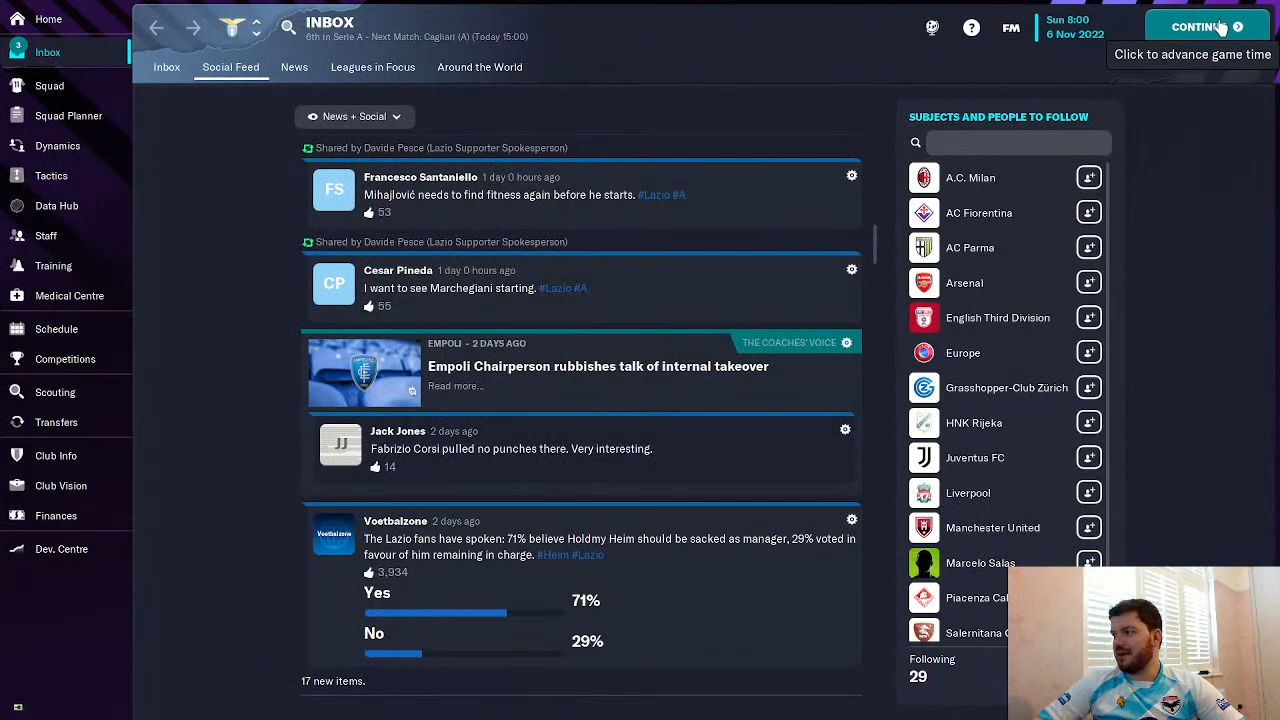 Home
INBOX
6th in Serie A - Next Match: Cagliari (A) (Today 15:00)
FM
Sun 8:00
6 Nov 2022
CONTINUE
Click to advance game time
3
Inbox
Squad
Squad Planner
Dynamics
Tactics
Data Hub
Staff
Training
Medical Centre
Schedule
Competitions
Scouting
Transfers
Club Info
Club Vision
Finances
Dev. Centre
Inbox
Social Feed
News
Leagues in Focus
Around the World
News + Social
Shared by Davide Pesce (Lazio Supporter Spokesperson)
FS
Francesco Santaniello 1 day 0 hours ago
Mihajlović needs to find fitness again before he starts. #Lazio #A
53
Shared by Davide Pesce (Lazio Supporter Spokesperson)
CP
Cesar Pineda 1 day 0 hours ago
I want to see Marchegiani starting. #Lazio #A
55
EMPOLI - 2 DAYS AGO
THE COACHES' VOICE
Empoli Chairperson rubbishes talk of internal takeover
Read more...
JJ
Jack Jones 2 days ago
Fabrizio Corsi pulled no punches there. Very interesting.
14
Voetbalzone
Voetbalzone 2 days ago
The Lazio fans have spoken: 71% believe Holdmy Heim should be sacked as manager, 29% voted in
favour of him remaining in charge. #Heim #Lazio
3,934
Yes
71%
No
29%
17 new items.
SUBJECTS AND PEOPLE TO FOLLOW
A.C. Milan
AC Fiorentina
AC Parma
Arsenal
English Third Division
Europe
Grasshopper-Club Zürich
HNK Rijeka
Juventus FC
Liverpool
Manchester United
Marcelo Salas
Piacenza Cal
Salernitana
Following
29